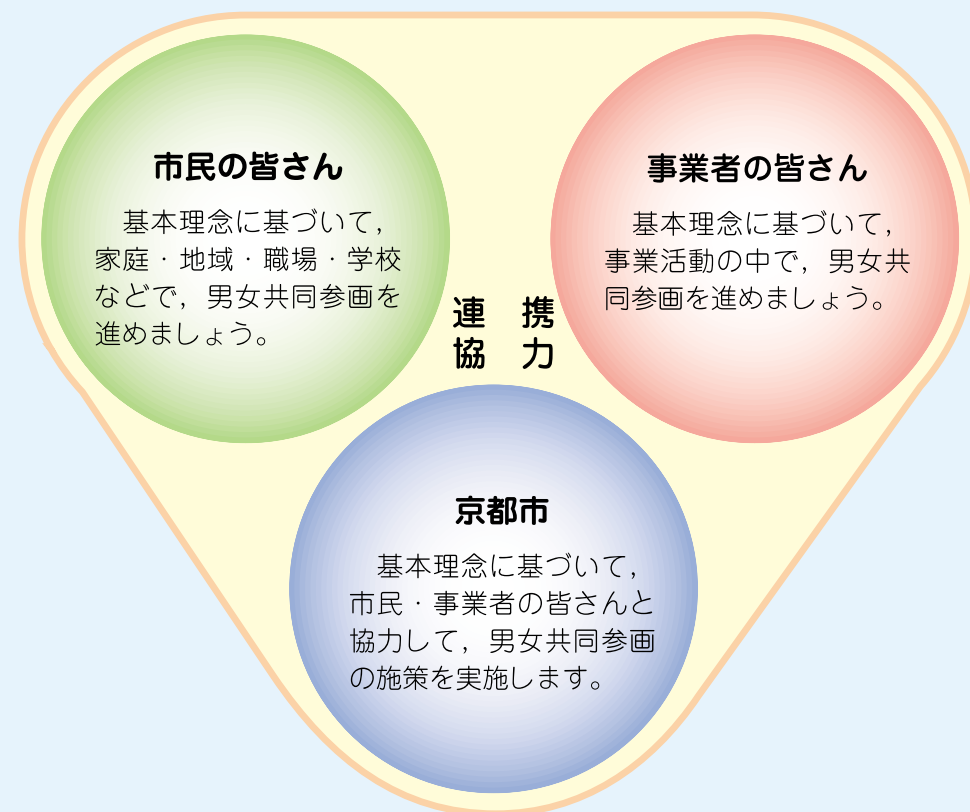 市民の皆さん
　基本理念に基づいて，
家庭・地域・職場・学校
などで，男女共同参画を
進めましょう。
事業者の皆さん
　基本理念に基づいて，
事業活動の中で，男女共
同参画を進めましょう。
連　携
協　力
京都市
　基本理念に基づいて，
市民・事業者の皆さんと
協力して，男女共同参画
の施策を実施します。